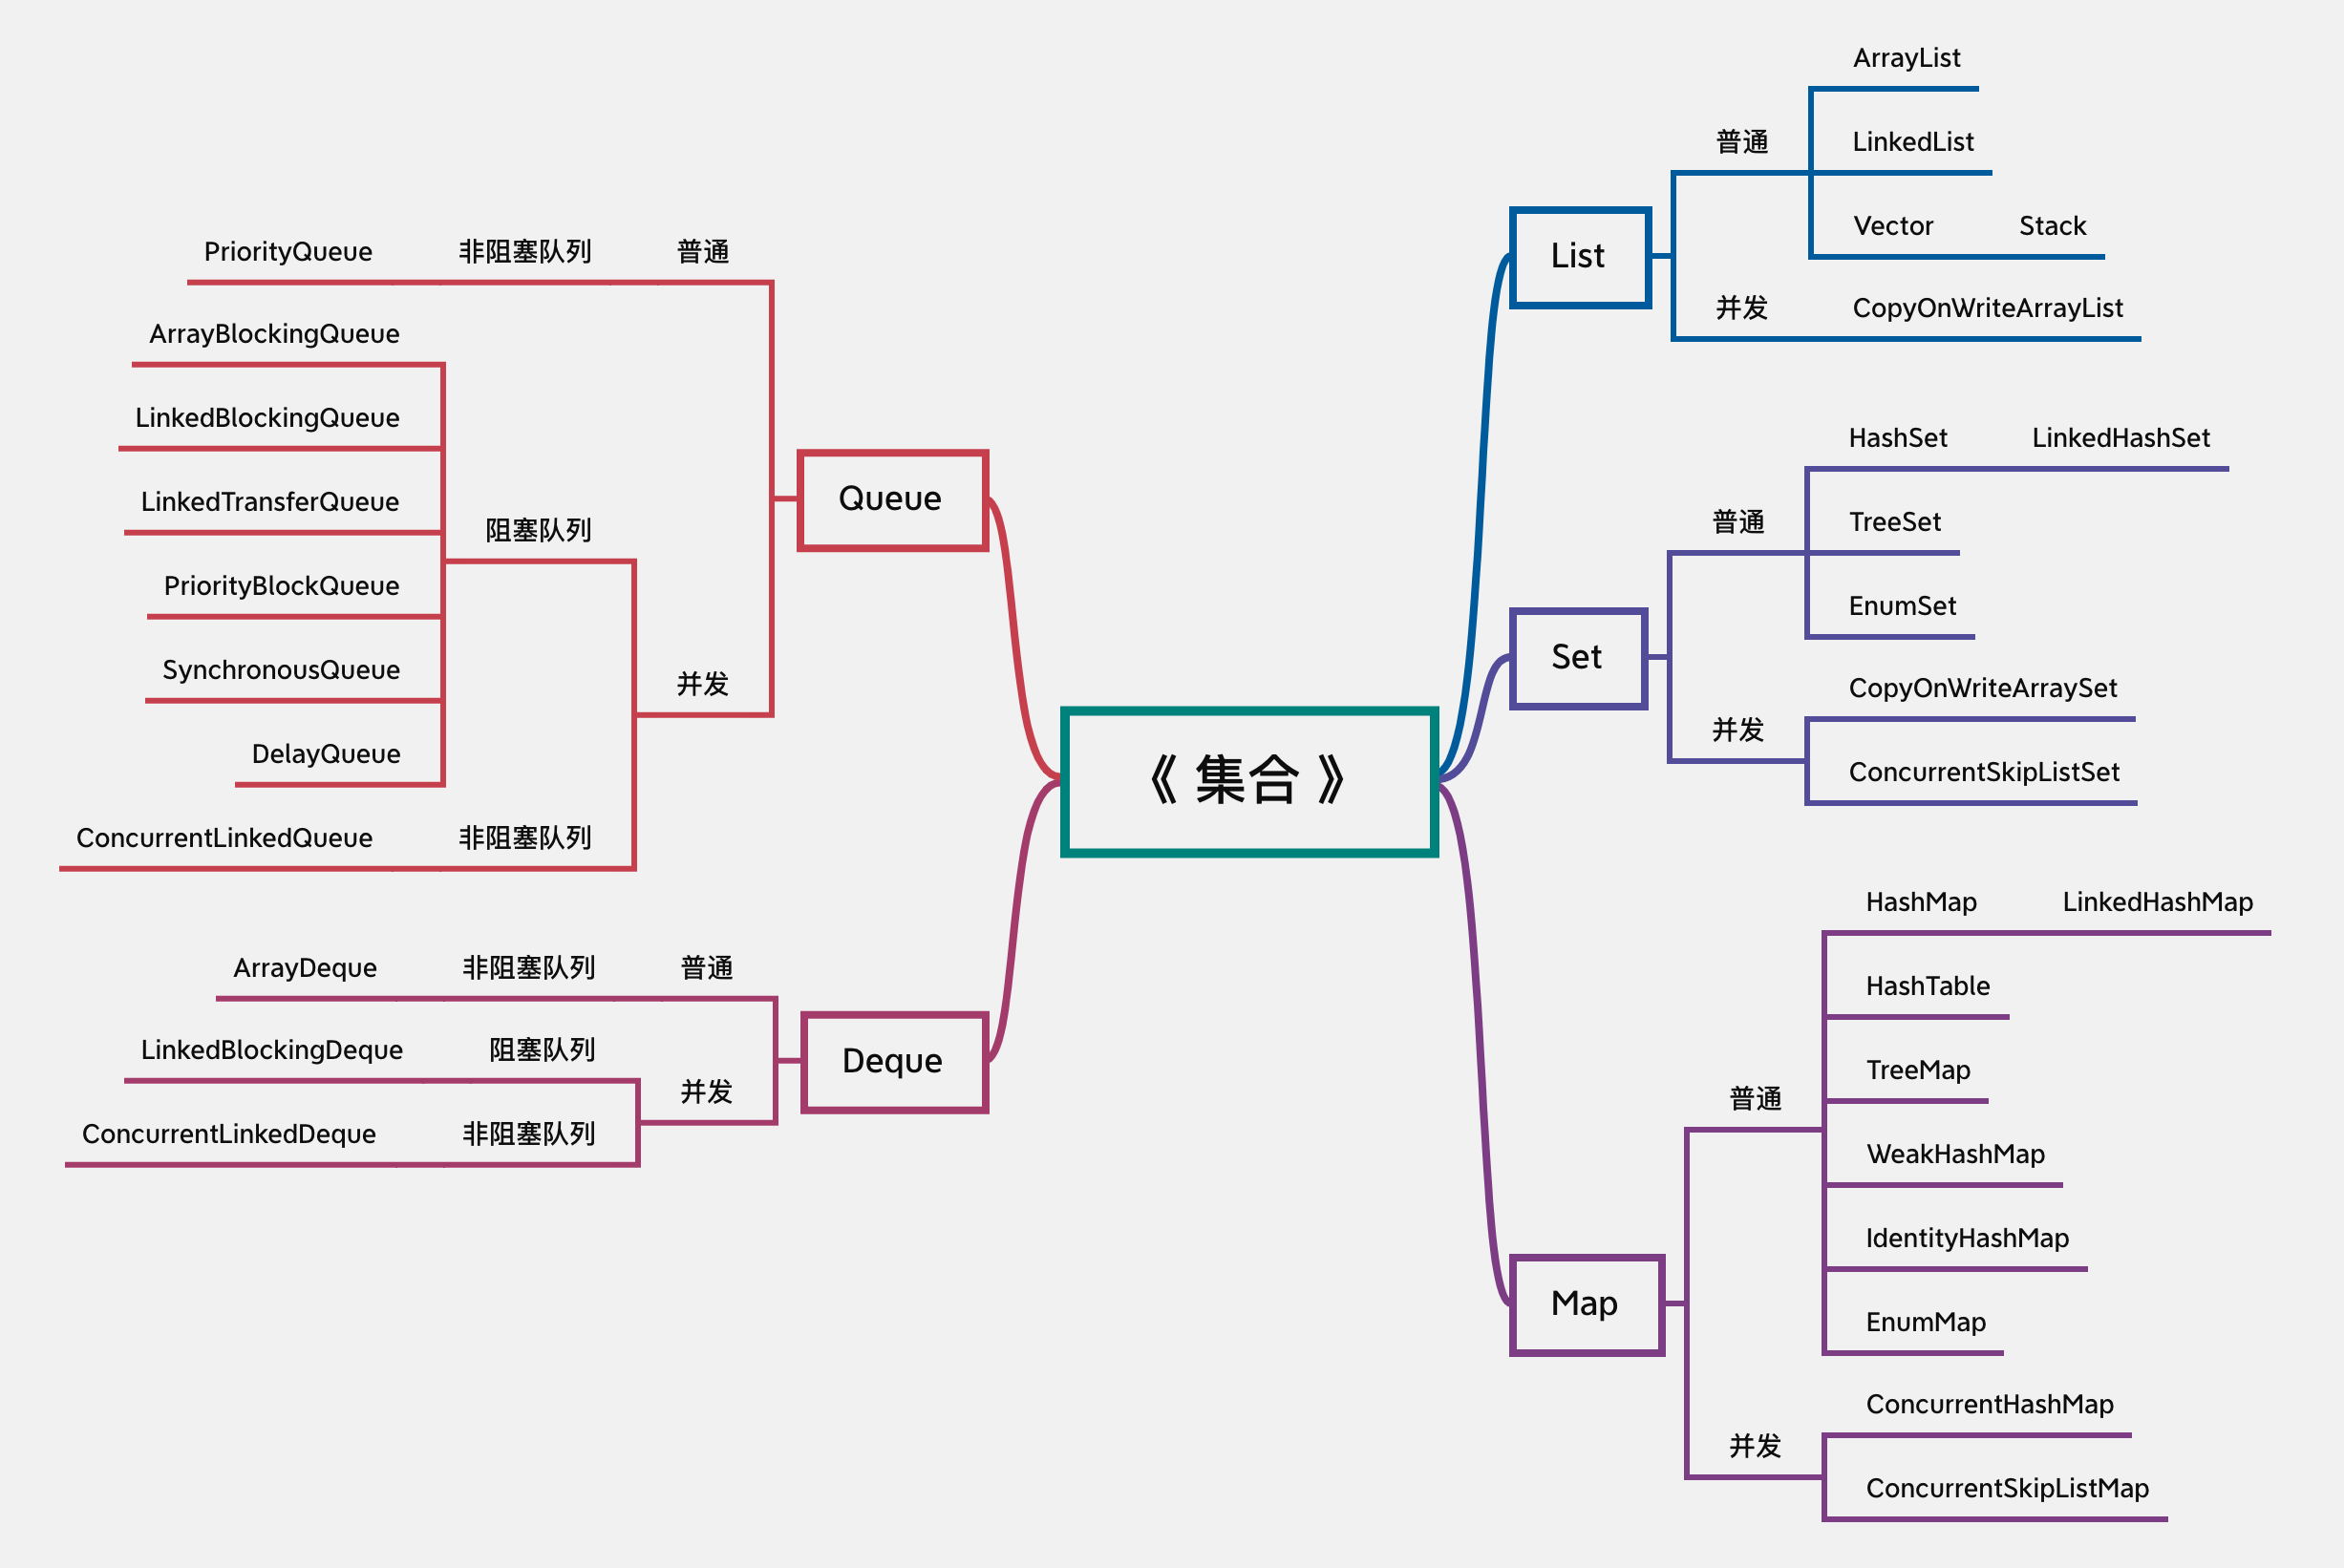 《 集合 》
List
普通
ArrayList
LinkedList
Vector
Stack
并发
CopyOnWriteArrayList
Set
普通
HashSet
LinkedHashSet
TreeSet
EnumSet
并发
CopyOnWriteArraySet
ConcurrentSkipListSet
Map
普通
HashMap
LinkedHashMap
HashTable
TreeMap
WeakHashMap
IdentityHashMap
EnumMap
并发
ConcurrentHashMap
ConcurrentSkipListMap
Queue
普通
非阻塞队列
PriorityQueue
并发
阻塞队列
ArrayBlockingQueue
LinkedBlockingQueue
LinkedTransferQueue
PriorityBlockQueue
SynchronousQueue
DelayQueue
非阻塞队列
ConcurrentLinkedQueue
Deque
普通
非阻塞队列
ArrayDeque
并发
阻塞队列
LinkedBlockingDeque
非阻塞队列
ConcurrentLinkedDeque